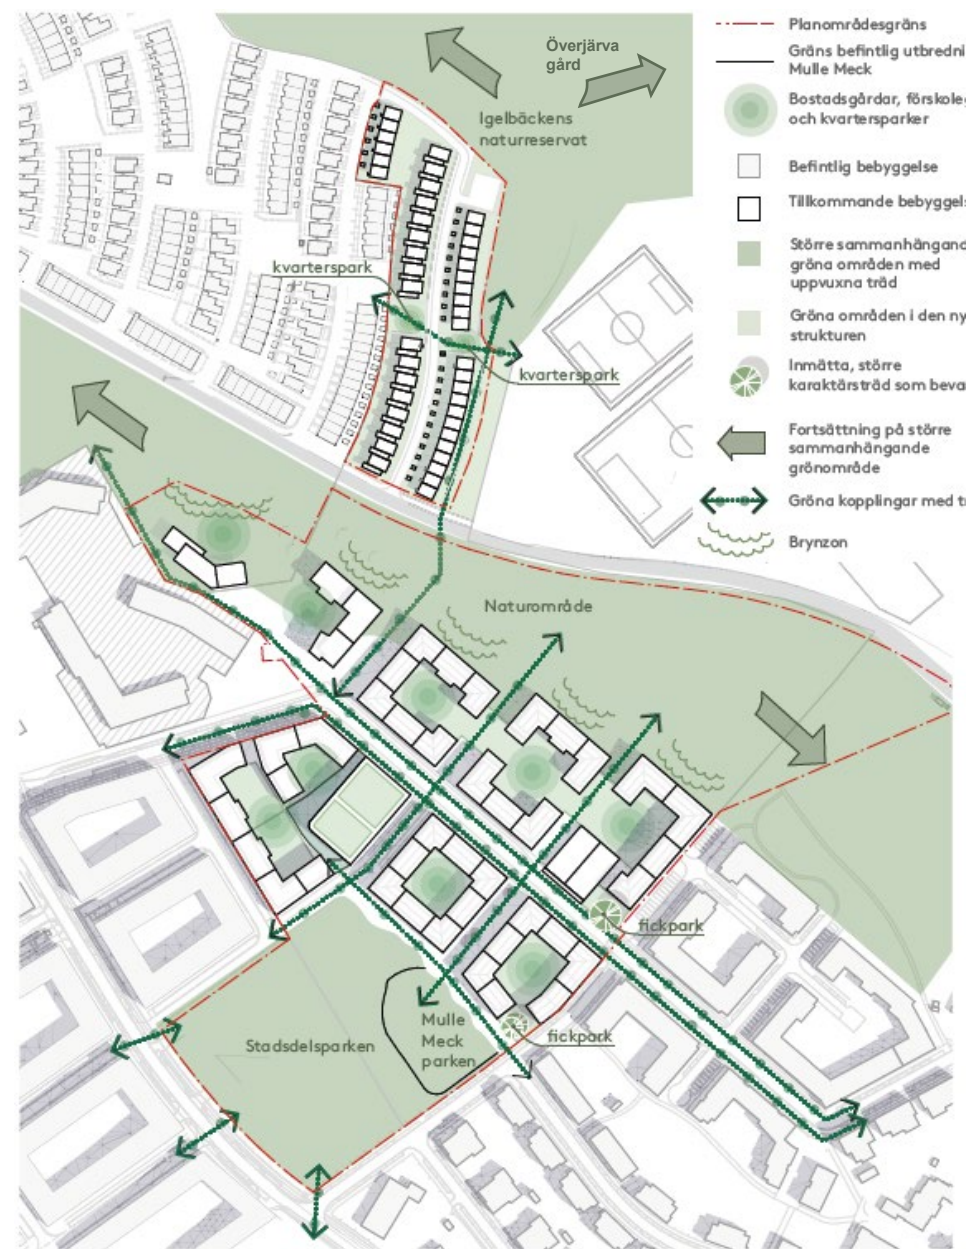 Överjärva
gård
Igelbäckens
naturreservat
kvarterspark
kvarterspark
Naturområde
fickpark
fickpark
Mulle
Meck
parken
Stadsdelsparken
Planområdesgräns
Gräns befintlig utbredni
Mulle Meck
Bostadsgårdar, förskoleg
och kvartersparker
Befintlig bebyggelse
Tillkommande bebyggels
Större sammanhängand
gröna områden med
uppvuxna träd
Gröna områden i den ny
strukturen
Inmätta, större
karaktärsträd som beva
Fortsättning på större
sammanhängande
grönområde
Gröna kopplingar med t
Brynzon